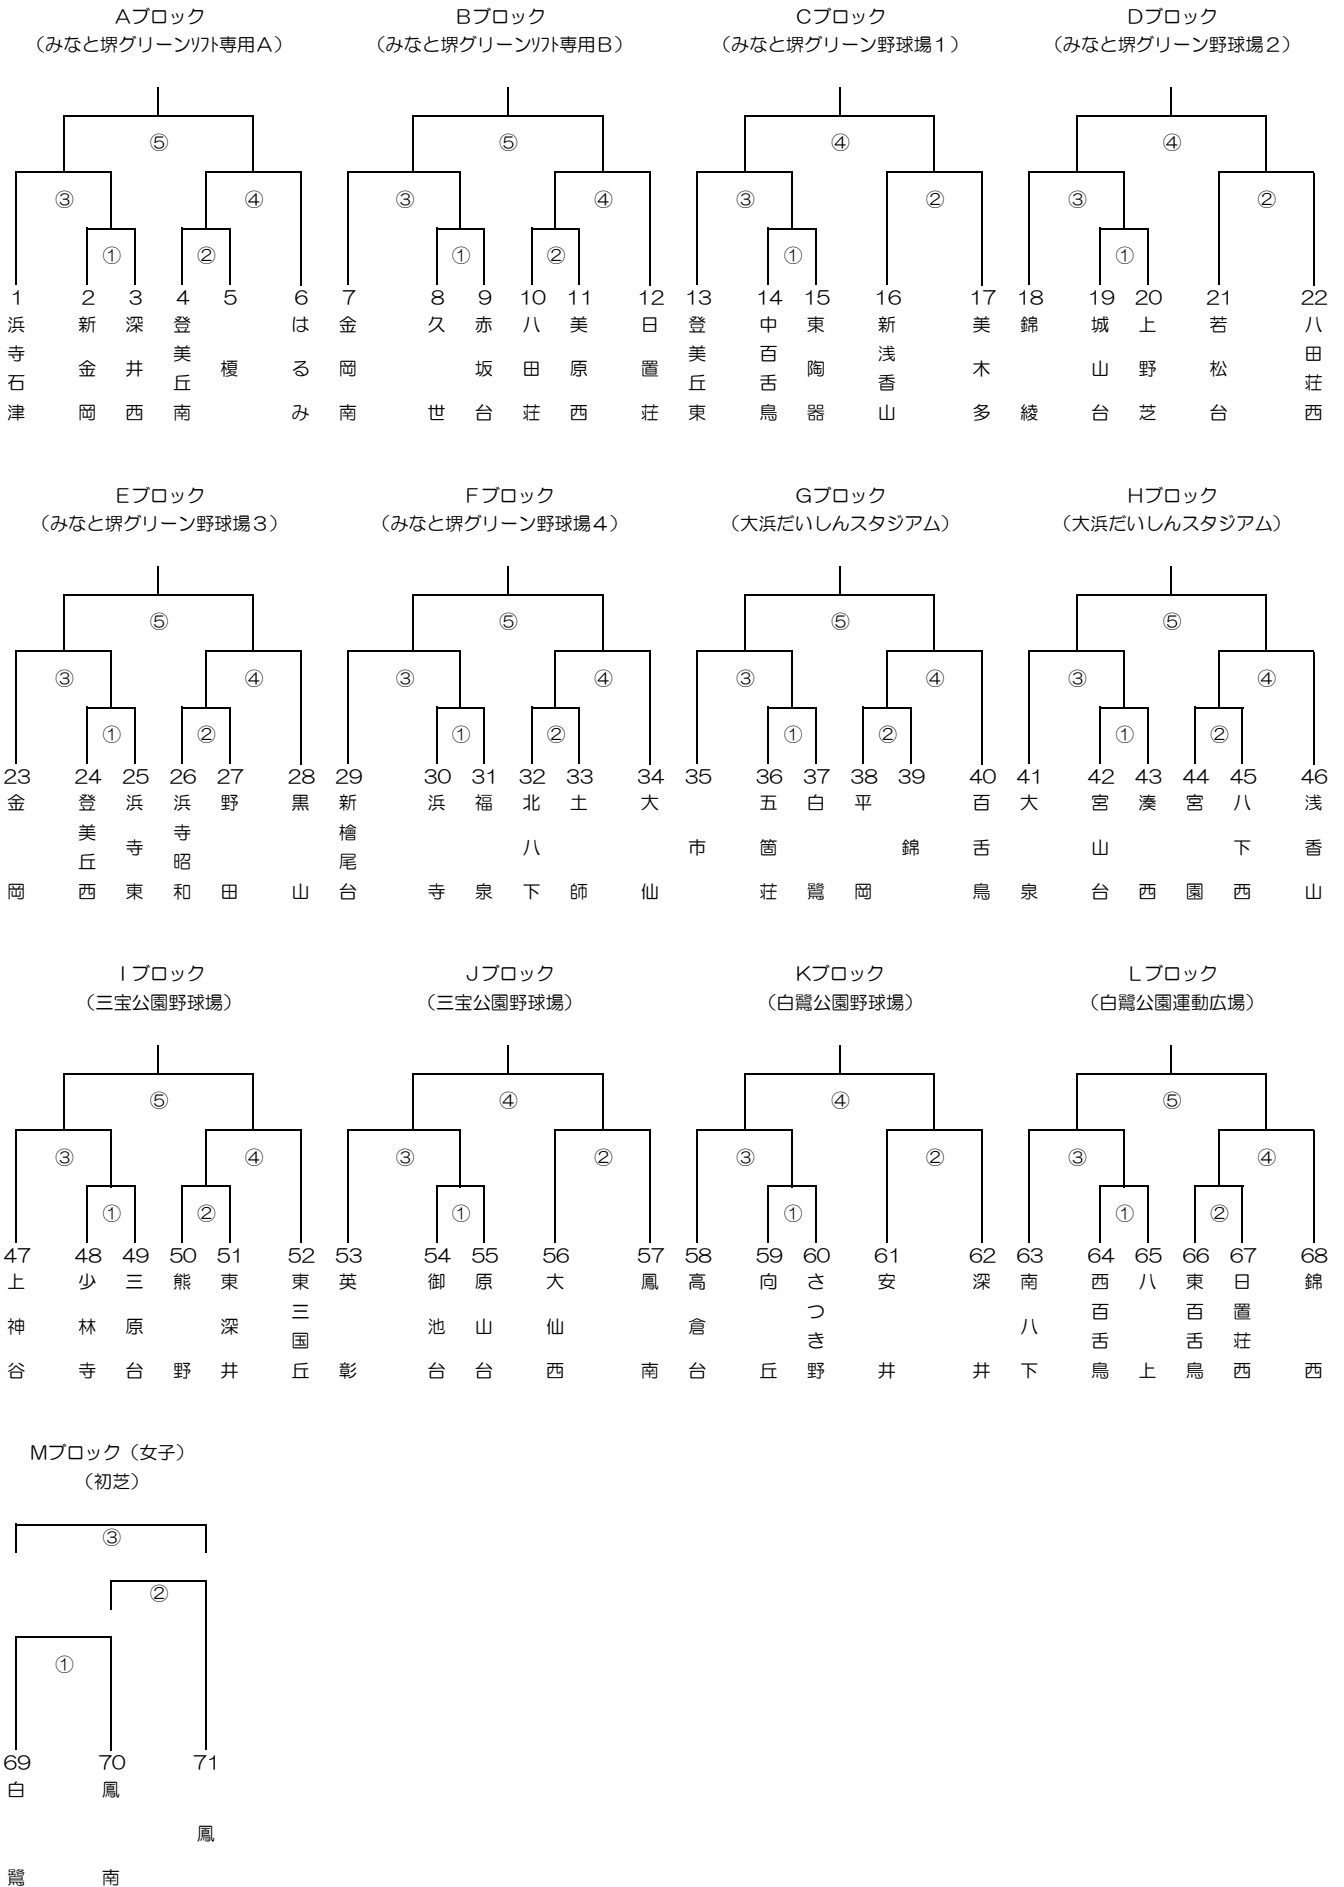 Aブロック
（みなと堺グリーンソフト専用A）
⑤
③ ④
① ②
1 浜寺石津
2 新金岡
3 深井西
4 登美丘南
5 榎
6 はるみ
Bブロック
（みなと堺グリーンソフト専用B）
⑤
③ ④
① ②
7 金岡南
8 久世
9 赤坂台
10 八田荘
11 美原西
12 日置荘
Cブロック
（みなと堺グリーン野球場1）
④
③ ②
①
13 登美丘東
14 中百舌鳥
15 東陶器
16 新浅香山
17 美木多
Dブロック
（みなと堺グリーン野球場2）
④
③ ②
①
18 錦綾
19 城山台
20 上野芝
21 若松台
22 八田荘西
Eブロック
（みなと堺グリーン野球場3）
⑤
③ ④
① ②
23 金岡
24 登美丘西
25 浜寺東
26 浜寺昭和
27 野田
28 黒山
Fブロック
（みなと堺グリーン野球場4）
⑤
③ ④
① ②
29 新檜尾台
30 浜寺
31 福泉
32 北八下
33 土師
34 大仙
Gブロック
（大浜だいしんスタジアム）
⑤
③ ④
① ②
35 市
36 五箇荘
37 白鷺
38 平岡
39 錦
40 百舌鳥
Hブロック
（大浜だいしんスタジアム）
⑤
③ ④
① ②
41 大泉
42 宮山台
43 湊西
44 宮園
45 八下西
46 浅香山
Iブロック
（三宝公園野球場）
⑤
③ ④
① ②
47 上神谷
48 少林寺
49 三原台
50 熊野
51 東深井
52 東三国丘
Jブロック
（三宝公園野球場）
④
③ ②
①
53 英彰
54 御池台
55 原山台
56 大仙西
57 鳳南
Kブロック
（白鷺公園野球場）
④
③ ②
①
58 高倉台
59 向丘
60 さつき野
61 安井
62 深井
Lブロック
（白鷺公園運動広場）
⑤
③ ④
① ②
63 南八下
64 西百舌鳥
65 八上
66 東百舌鳥
67 日置荘西
68 錦西
Mブロック（女子）
（初芝）
③
②
①
69 白鷺
70 鳳南
71 鳳